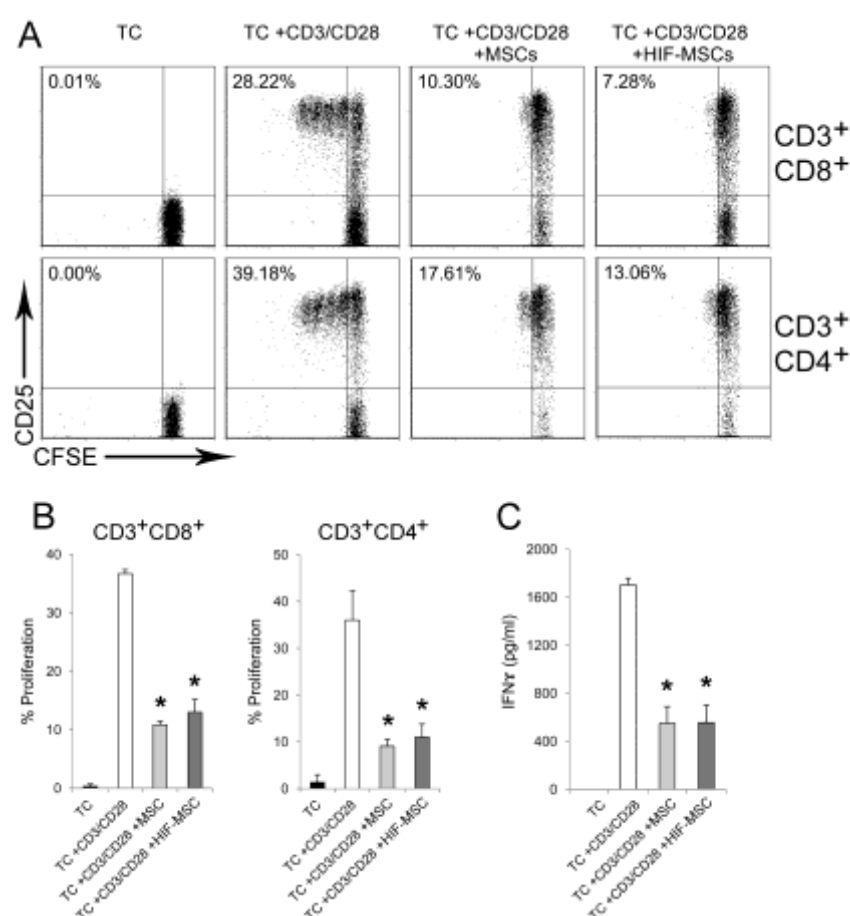 A
TC
TC +CD3/CD28
TC +CD3/CD28
+MSCs
TC +CD3/CD28
+HIF-MSCs
0.01%
28.22%
10.30%
7.28%
CD3+
CD8+
0.00%
39.18%
17.61%
13.06%
CD3+
CD4+
CD25
CFSE
B
CD3+CD8+
% Proliferation
40
30
20
10
0
TC
TC +CD3/CD28
TC +CD3/CD28 +MSC
TC +CD3/CD28 +HIF-MSC
*
*
CD3+CD4+
% Proliferation
50
40
30
20
10
0
TC
TC +CD3/CD28
TC +CD3/CD28 +MSC
TC +CD3/CD28 +HIF-MSC
*
*
C
IFNɤ (pg/ml)
2000
1600
1200
800
400
0
TC
TC +CD3/CD28
TC +CD3/CD28 +MSC
TC +CD3/CD28 +HIF-MSC
*
*